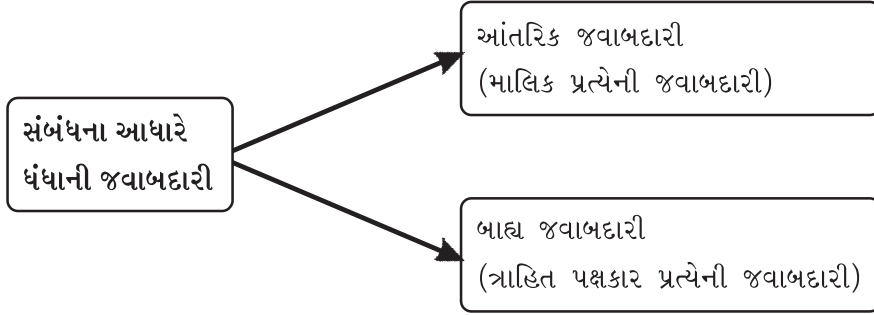 સંબંધના આધારે
ધંધાની જવાબદારી
આંતરિક જવાબદારી
(માલિક પ્રત્યેની જવાબદારી)
બાહ્ય જવાબદારી
(ત્રાહિત પક્ષકાર પ્રત્યેની જવાબદારી)